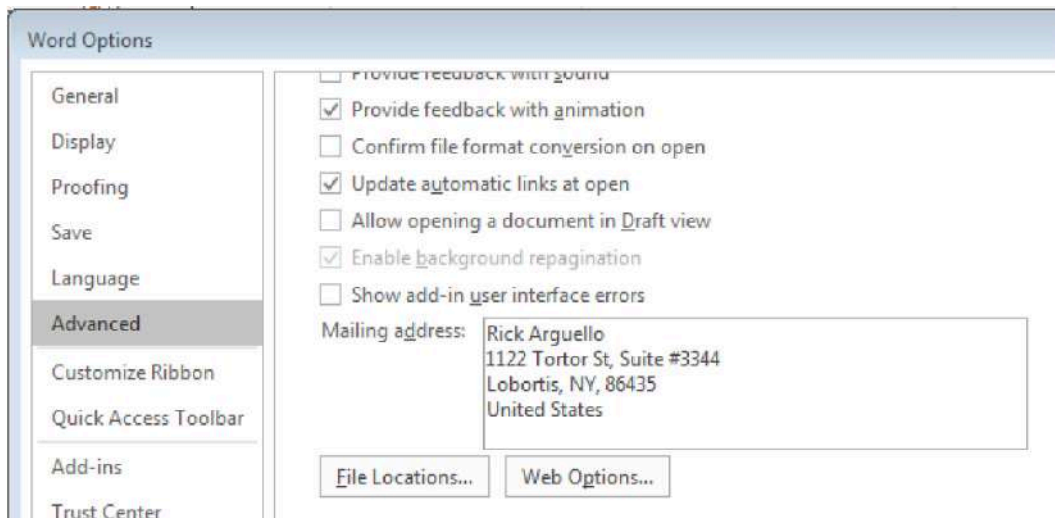 Word Options
General
Display
Proofing
Save
Language
Advanced
Customize Ribbon
Quick Access Toolbar
Add-ins
Trust Center
Provide feedback with sound
Provide feedback with animation
Confirm file format conversion on open
Update automatic links at open
Allow opening a document in Draft view
Enable background repagination
Show add-in user interface errors
Mailing address:
Rick Arguello
1122 Tortor St, Suite #3344
Lobortis, NY, 86435
United States
File Locations...
Web Options...